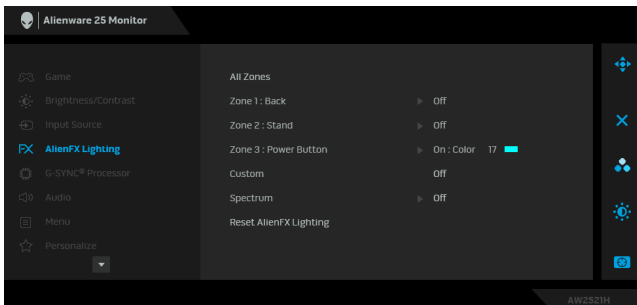 Alienware 25 Monitor
Game
Brightness/Contrast
Input Source
FX AlienFX Lighting
G-SYNC® Processor
Audio
Menu
Personalize
All Zones
Zone 1 : Back Off
Zone 2 : Stand Off
Zone 3 : Power Button On : Color 17
Custom Off
Spectrum Off
Reset AlienFX Lighting
AW2521H